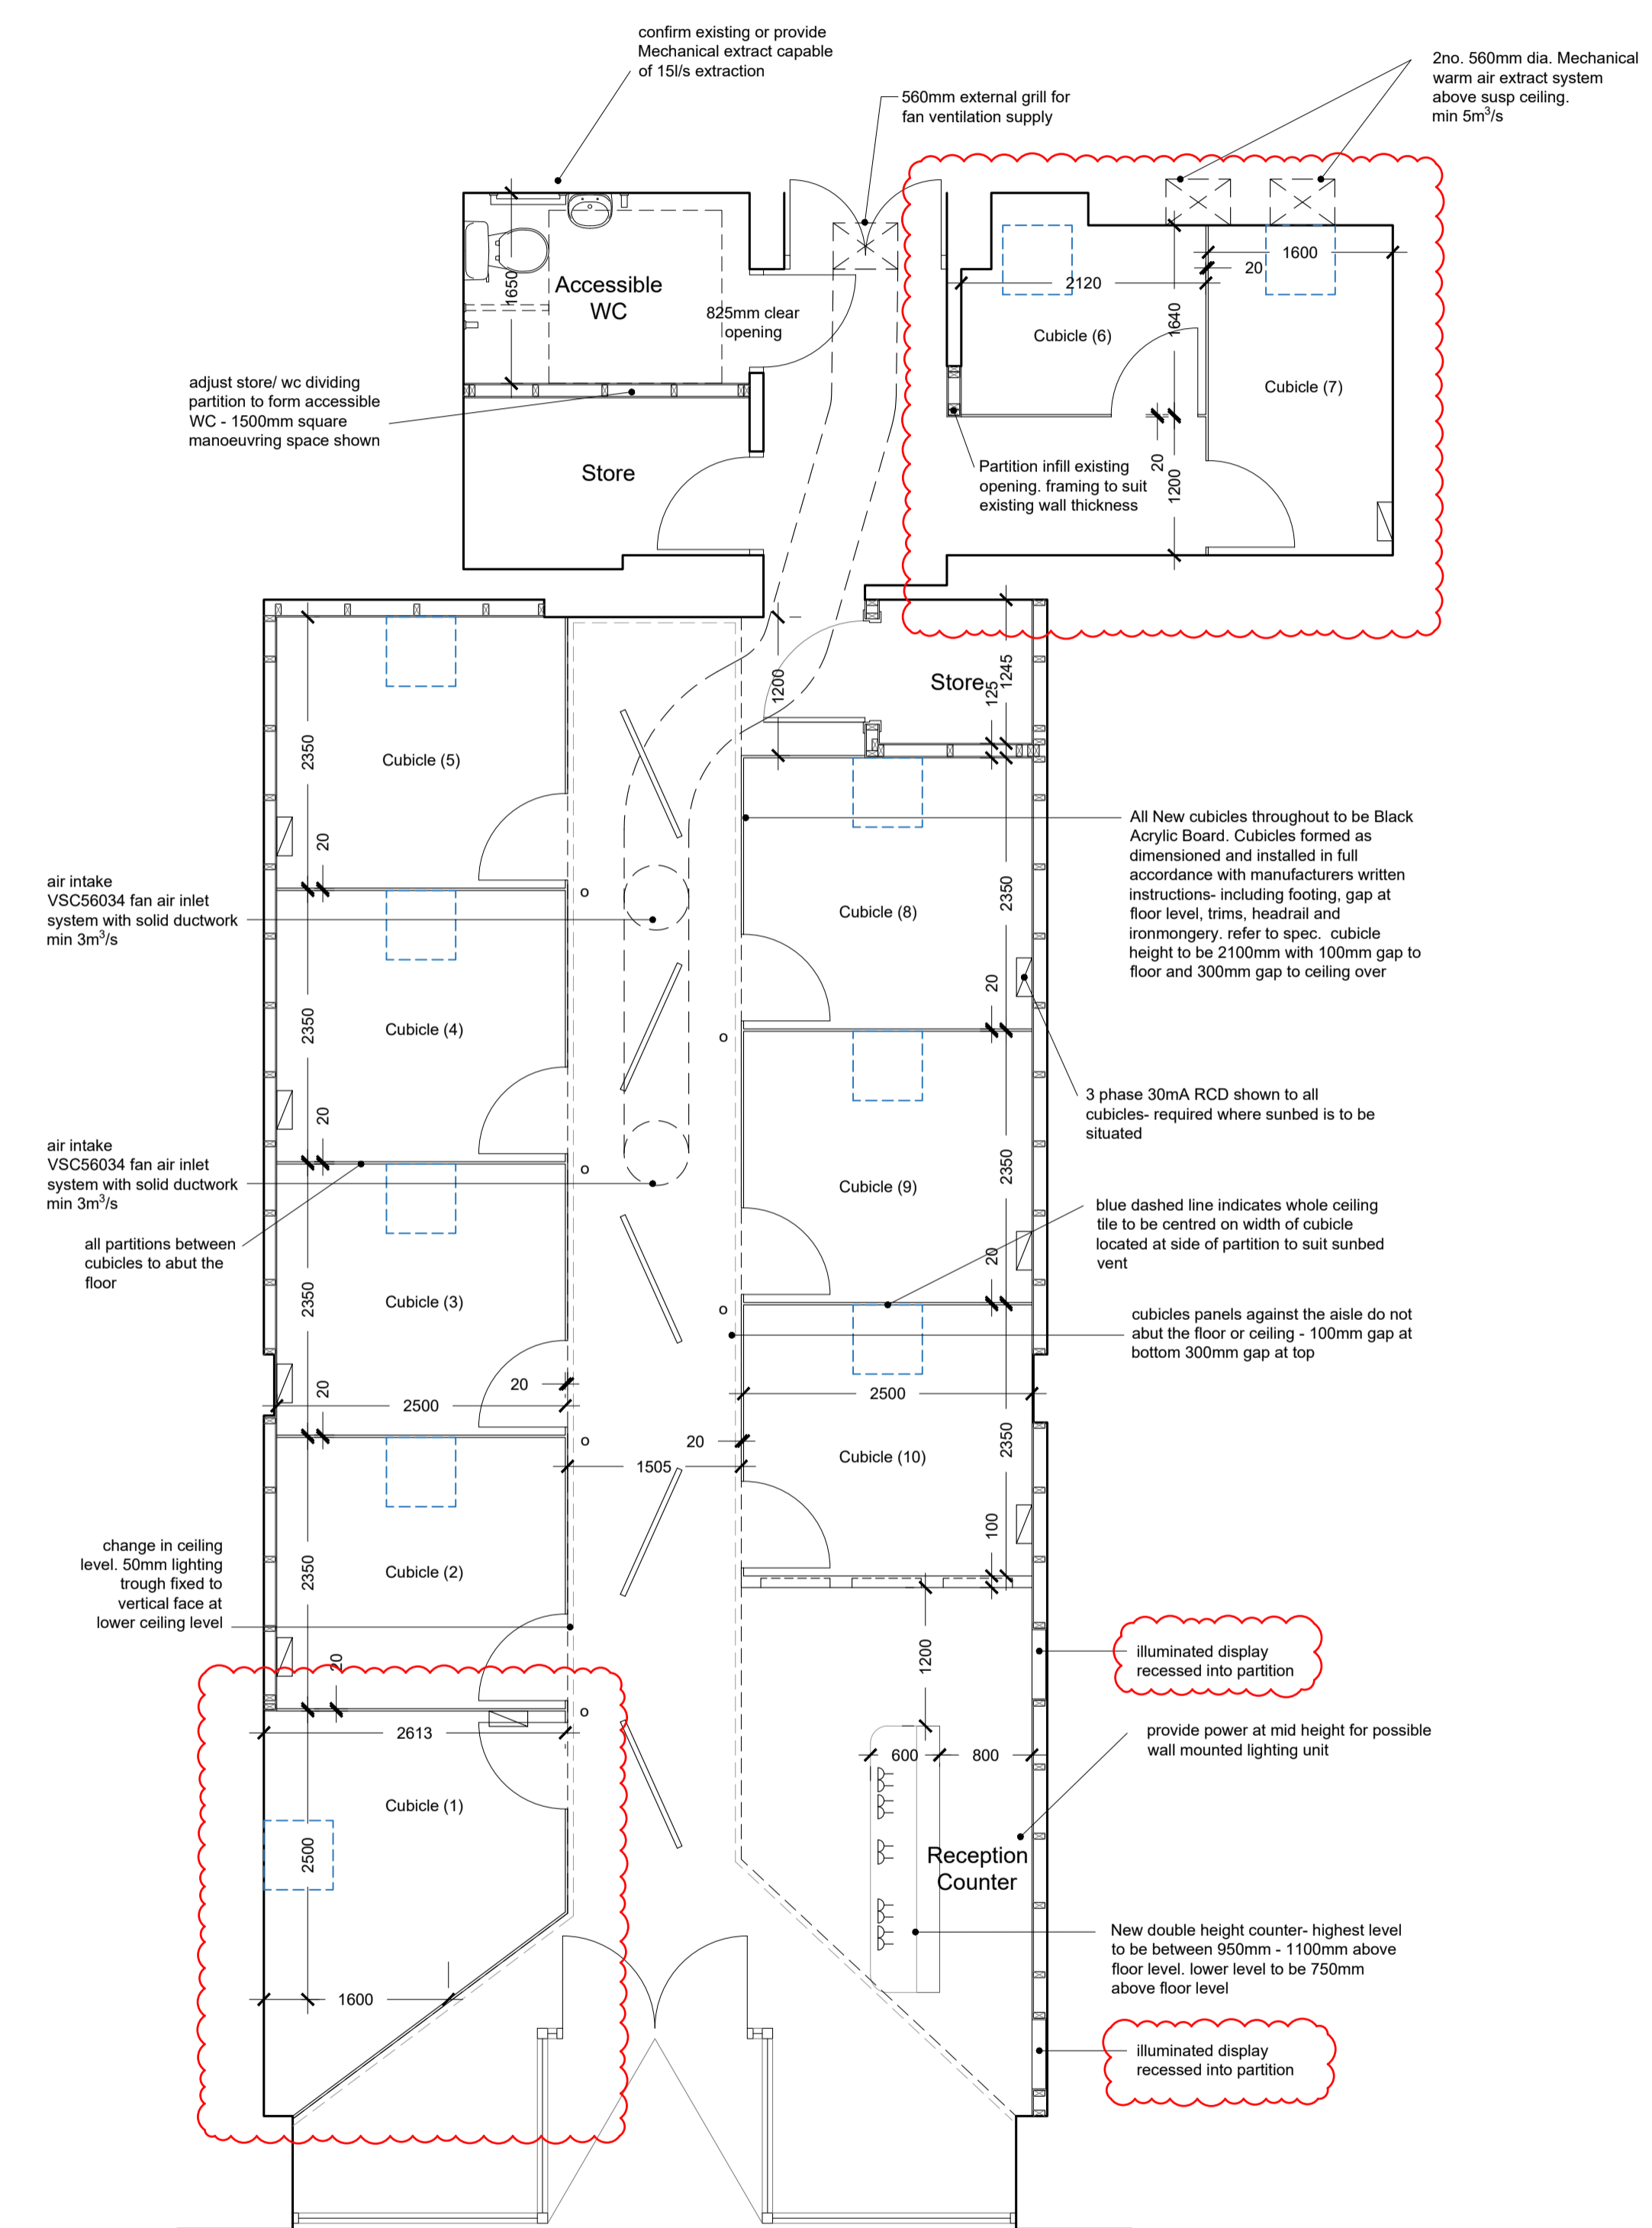 confirm existing or provide
Mechanical extract capable
of 15l/s extraction
560mm external grill for
fan ventilation supply
2no. 560mm dia. Mechanical
warm air extract system
above susp ceiling.
min 5m³/s
1650
Accessible
WC
825mm clear
opening
2120
1640
20
1600
Cubicle (6)
Cubicle (7)
adjust store/ wc dividing
partition to form accessible
WC - 1500mm square
manoeuvring space shown
Store
Partition infill existing
opening. framing to suit
existing wall thickness
20
1200
1200
Store
125
1245
2350
Cubicle (5)
20
air intake
VSC56034 fan air inlet
system with solid ductwork
min 3m³/s
o
Cubicle (8)
2350
20
All New cubicles throughout to be Black
Acrylic Board. Cubicles formed as
dimensioned and installed in full
accordance with manufacturers written
instructions- including footing, gap at
floor level, trims, headrail and
ironmongery. refer to spec. cubicle
height to be 2100mm with 100mm gap to
floor and 300mm gap to ceiling over
2350
Cubicle (4)
20
o
3 phase 30mA RCD shown to all
cubicles- required where sunbed is to be
situated
air intake
VSC56034 fan air inlet
system with solid ductwork
min 3m³/s
o
Cubicle (9)
2350
20
blue dashed line indicates whole ceiling
tile to be centred on width of cubicle
located at side of partition to suit sunbed
vent
all partitions between
cubicles to abut the
floor
2350
Cubicle (3)
20
2500
20
o
cubicles panels against the aisle do not
abut the floor or ceiling - 100mm gap at
bottom 300mm gap at top
2500
o
20
1505
Cubicle (10)
2350
100
change in ceiling
level. 50mm lighting
trough fixed to
vertical face at
lower ceiling level
2350
Cubicle (2)
20
o
1200
illuminated display
recessed into partition
2613
Cubicle (1)
2500
1600
600
800
provide power at mid height for possible
wall mounted lighting unit
Reception
Counter
New double height counter- highest level
to be between 950mm - 1100mm above
floor level. lower level to be 750mm
above floor level
illuminated display
recessed into partition